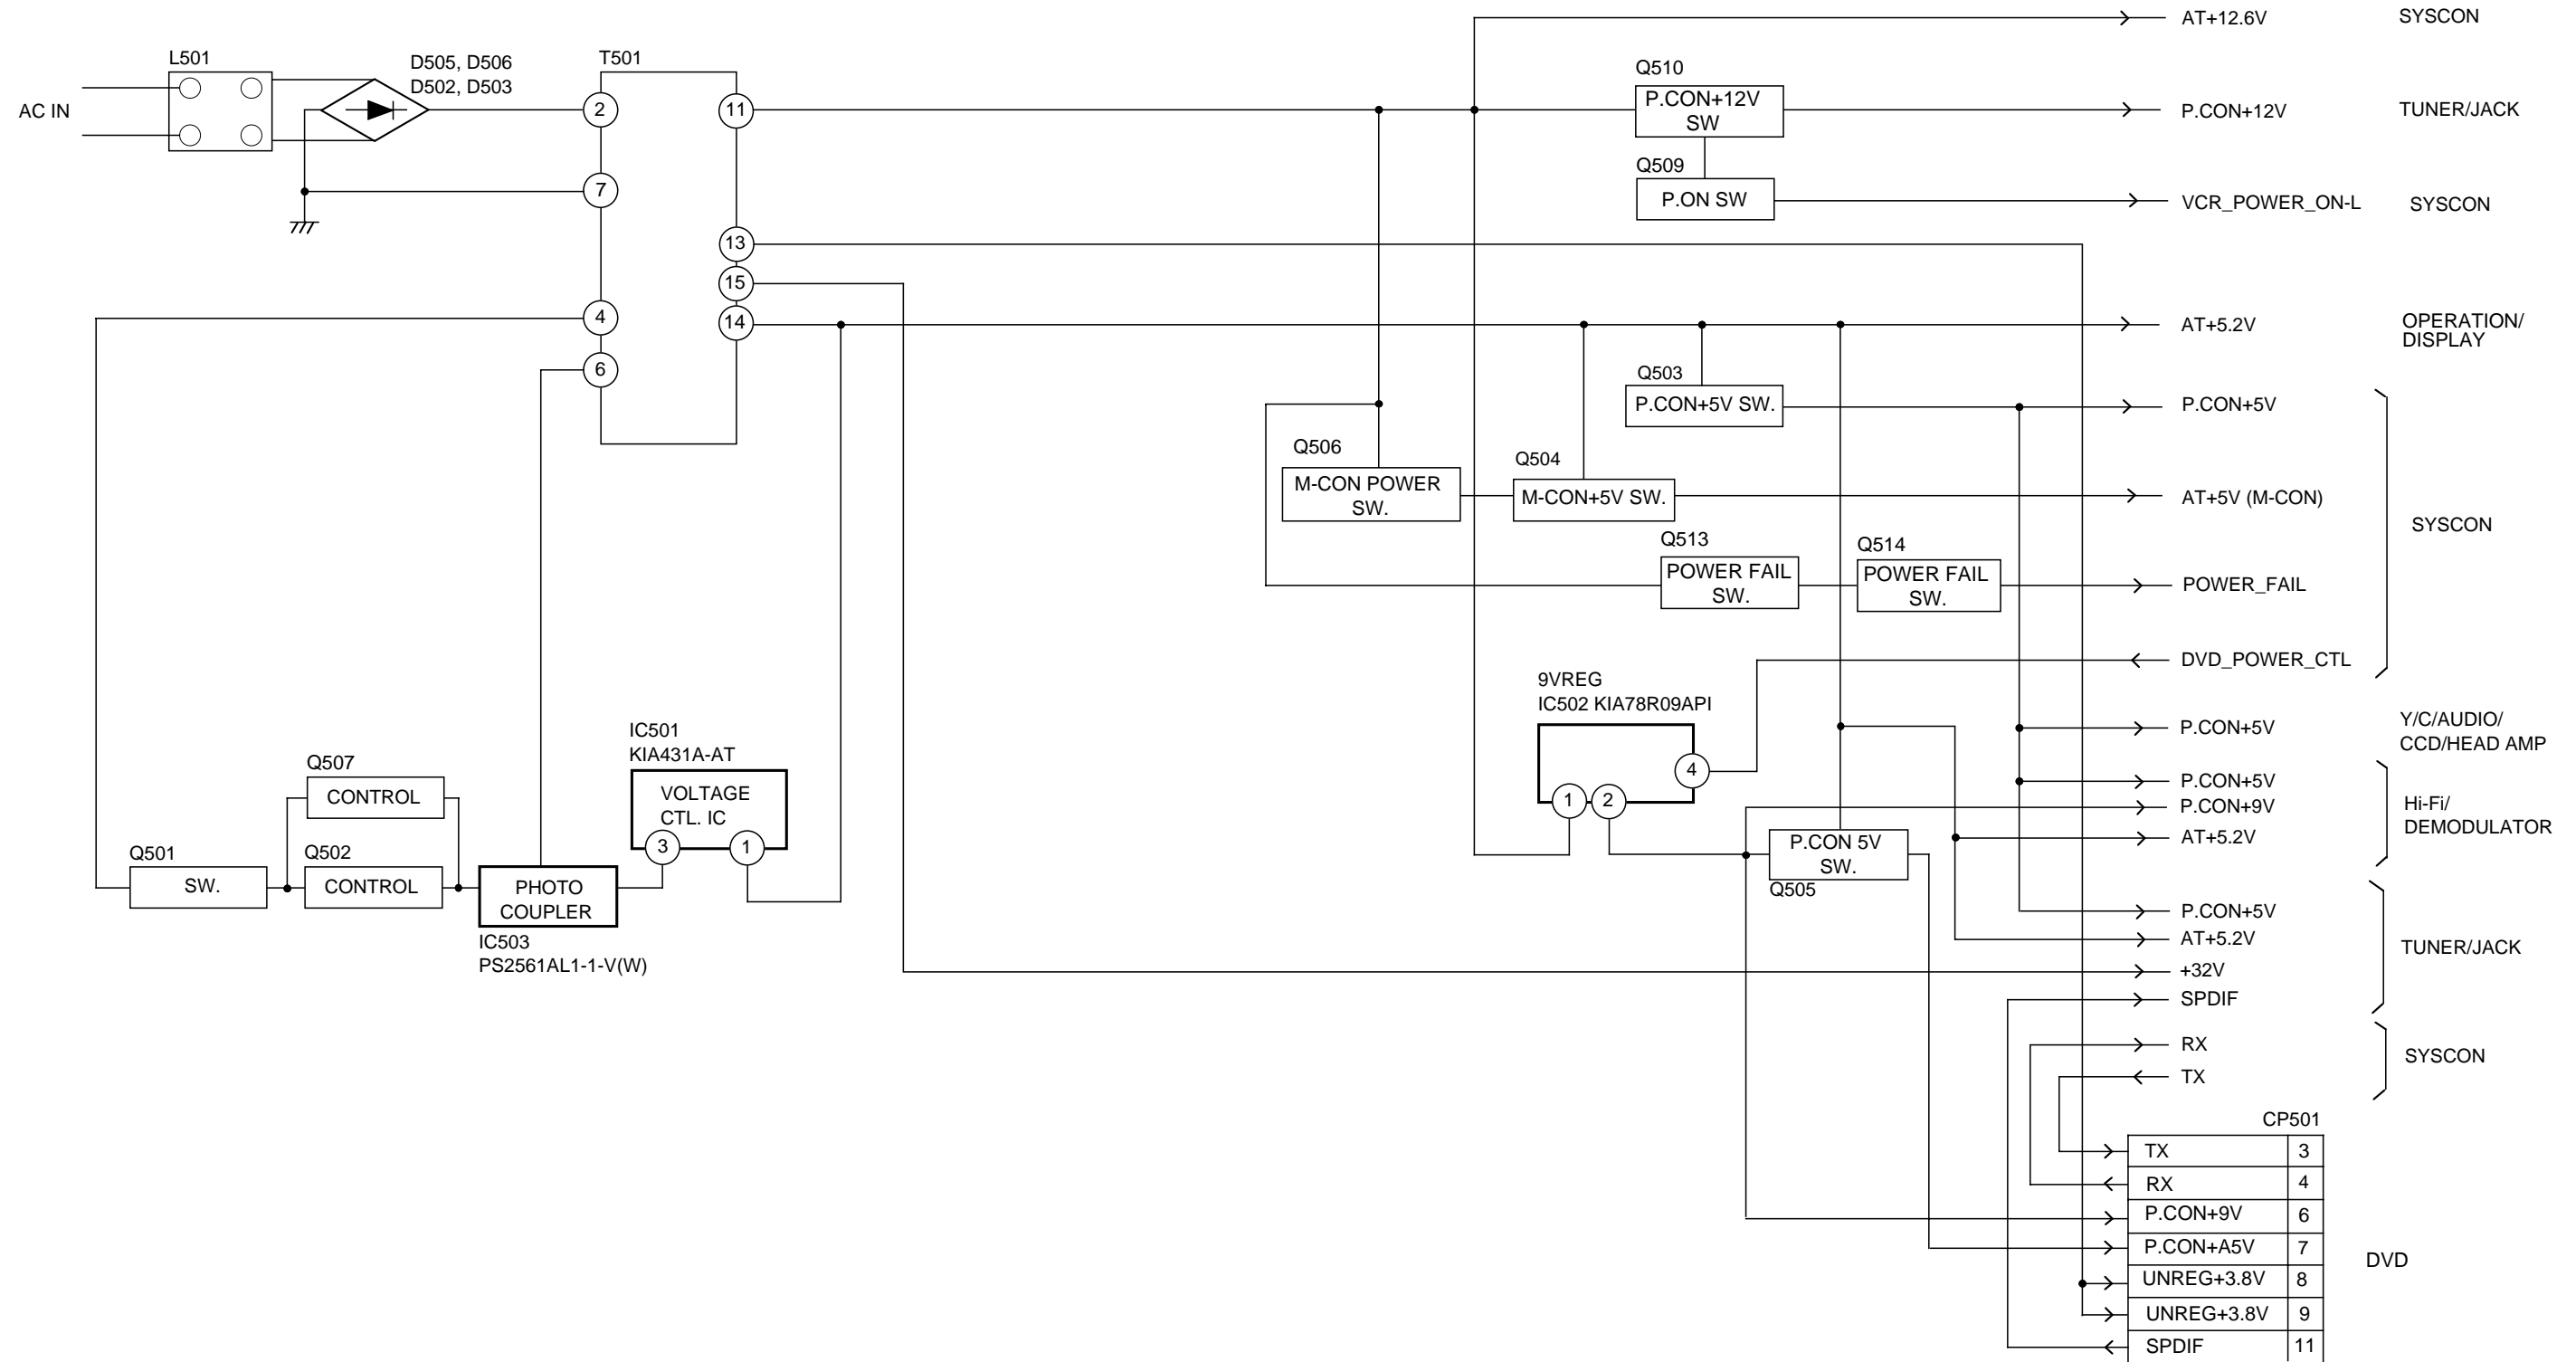 AT+12.6V
SYSCON
L501
D505, D506
D502, D503
T501
Q510
AC IN
2
11
P.CON+12V
SW
P.CON+12V
TUNER/JACK
Q509
7
P.ON SW
VCR_POWER_ON-L
SYSCON
13
15
4
14
AT+5.2V
OPERATION/
DISPLAY
6
Q503
P.CON+5V SW.
P.CON+5V
Q506
M-CON POWER
SW.
Q504
M-CON+5V SW.
AT+5V (M-CON)
SYSCON
Q513
POWER FAIL
SW.
Q514
POWER FAIL
SW.
POWER_FAIL
DVD_POWER_CTL
9VREG
IC502 KIA78R09API
4
1
2
IC501
KIA431A-AT
VOLTAGE
CTL. IC
3
1
P.CON+5V
Y/C/AUDIO/
CCD/HEAD AMP
Q507
CONTROL
P.CON+5V
P.CON+9V
AT+5.2V
Hi-Fi/
DEMODULATOR
P.CON 5V
SW.
Q505
Q501
SW.
Q502
CONTROL
PHOTO
COUPLER
IC503
PS2561AL1-1-V(W)
P.CON+5V
AT+5.2V
+32V
SPDIF
TUNER/JACK
RX
TX
SYSCON
CP501
TX 3
RX 4
P.CON+9V 6
P.CON+A5V 7
UNREG+3.8V 8
UNREG+3.8V 9
SPDIF 11
DVD